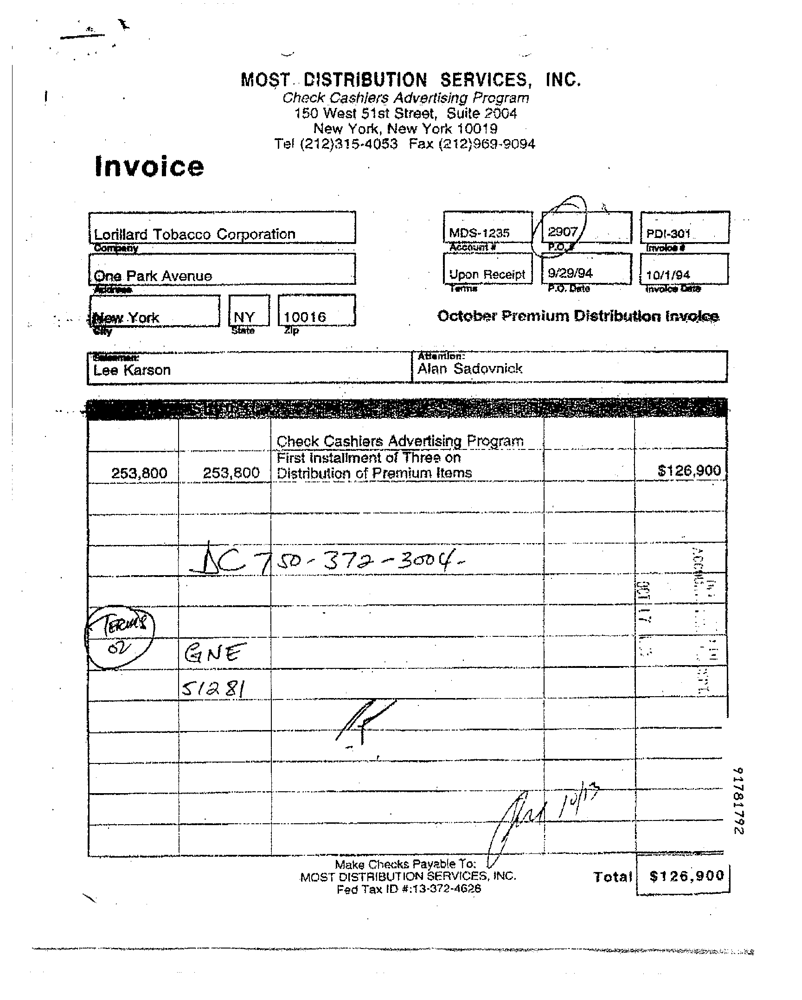 MOST DISTRIBUTION SERVICES, INC.
Check Cashiers Advertising Program
150 West 51st Street, Suite 2004
New York, New York 10019
Tel (212)315-4053 Fax (212)969-9094
Invoice
Lorillard Tobacco Corporation
Company
MDS-1235 2907 PDI-301
Account # P.O.# Invoice #
One Park Avenue
Address
Upon Receipt 9/29/94 10/1/94
Terms P.O. Date Invoice Date
New York NY 10016
City State Zip
October Premium Distribution Invoice
Salesman: Attention:
Lee Karson Alan Sadovnick
Check Cashiers Advertising Program
First Installment of Three on
253,800 253,800 Distribution of Premium Items $126,900
750-372-3004-
OCT 17
TERMS
02
GNE
51281
10/13
91781792
Make Checks Payable To:
MOST DISTRIBUTION SERVICES, INC.
Fed Tax ID #:13-372-4626
Total $126,900